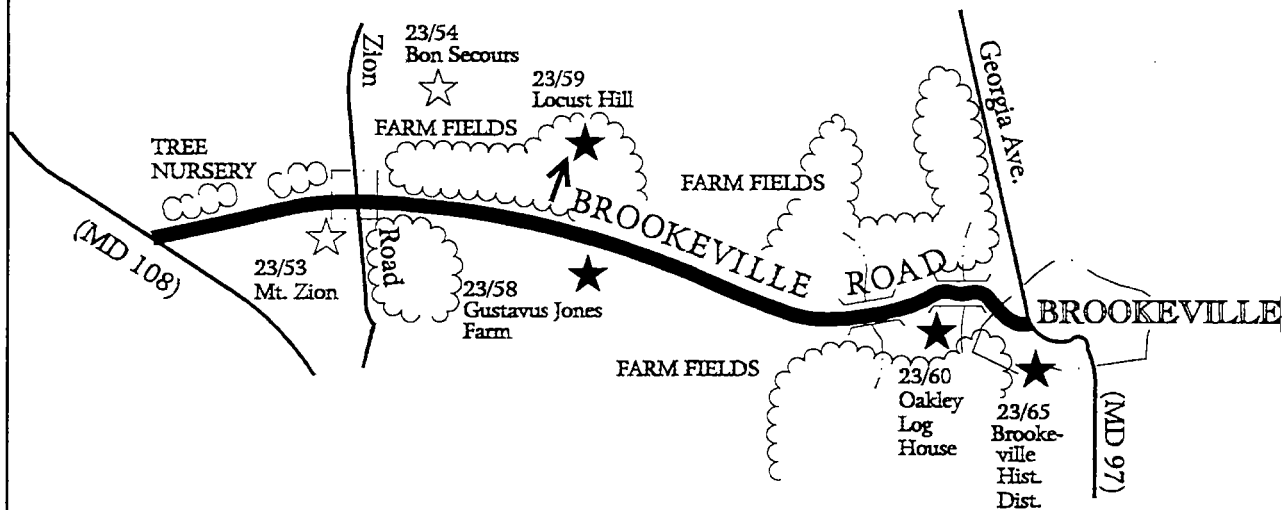 23/54
Bon Secours
Zion
Road
23/59
Locust Hill
FARM FIELDS
TREE
NURSERY
(MD 108)
23/53
Mt. Zion
23/58
Gustavus Jones
Farm
BROOKEVILLE ROAD
FARM FIELDS
Georgia Ave.
BROOKEVILLE
FARM FIELDS
23/60
Oakley
Log
House
23/65
Brooke-
ville
Hist.
Dist.
(MD 97)